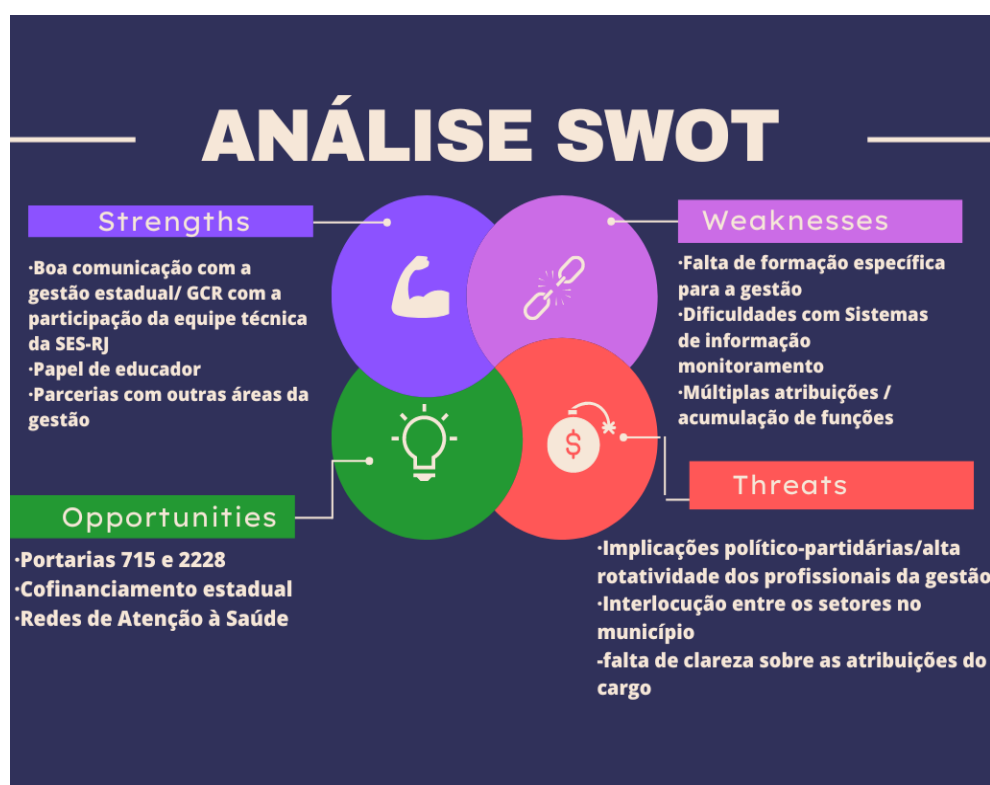 ANÁLISE SWOT
Strengths
·Boa comunicação com a
gestão estadual/ GCR com a
participação da equipe técnica
da SES-RJ
·Papel de educador
·Parcerias com outras áreas da
gestão
Weaknesses
·Falta de formação específica
para a gestão
·Dificuldades com Sistemas
de informação
monitoramento
·Múltiplas atribuições /
acumulação de funções
Opportunities
·Portarias 715 e 2228
·Cofinanciamento estadual
·Redes de Atenção à Saúde
Threats
·Implicações político-partidárias/alta
rotatividade dos profissionais da gestão
·Interlocução entre os setores no
município
-falta de clareza sobre as atribuições do
cargo
$